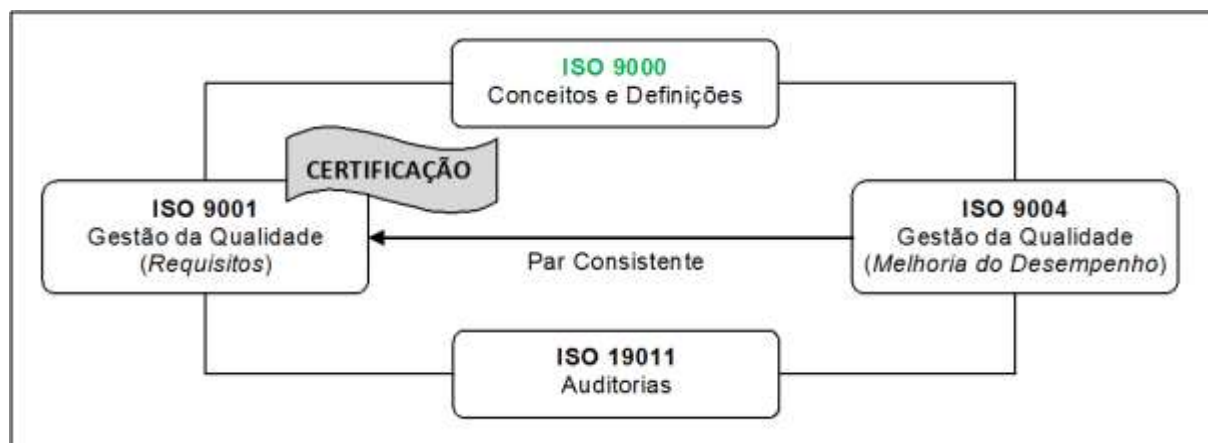 ISO 9000
Conceitos e Definições
CERTIFICAÇÃO
ISO 9001
Gestão da Qualidade
(Requisitos)
ISO 9004
Gestão da Qualidade
(Melhoria do Desempenho)
Par Consistente
ISO 19011
Auditorias